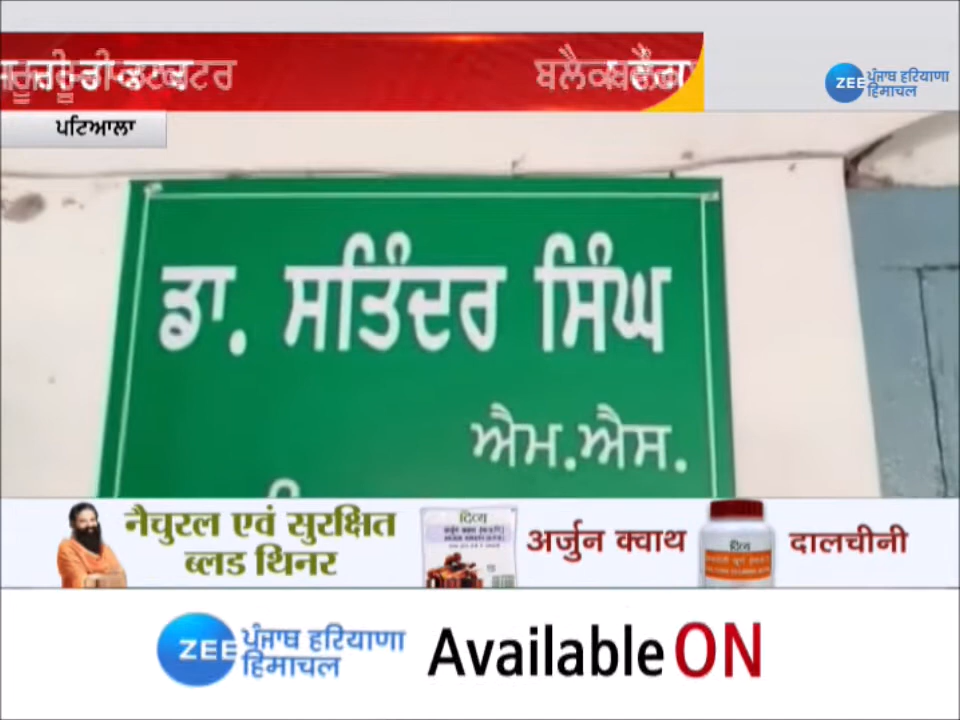 ZEE ਪੰਜਾਬ हरियाणा
हिमाचल
ਪਟਿਆਲਾ
ਡਾ. ਸਤਿੰਦਰ ਸਿੰਘ
ਐਮ.ਐਸ.
नैचुरल एवं सुरक्षित
ब्लड थिनर
दिव्य
अर्जुन क्वाथ
दिव्य
दालचीनी
ZEE ਪੰਜਾਬ हरियाणा
हिमाचल
Available ON